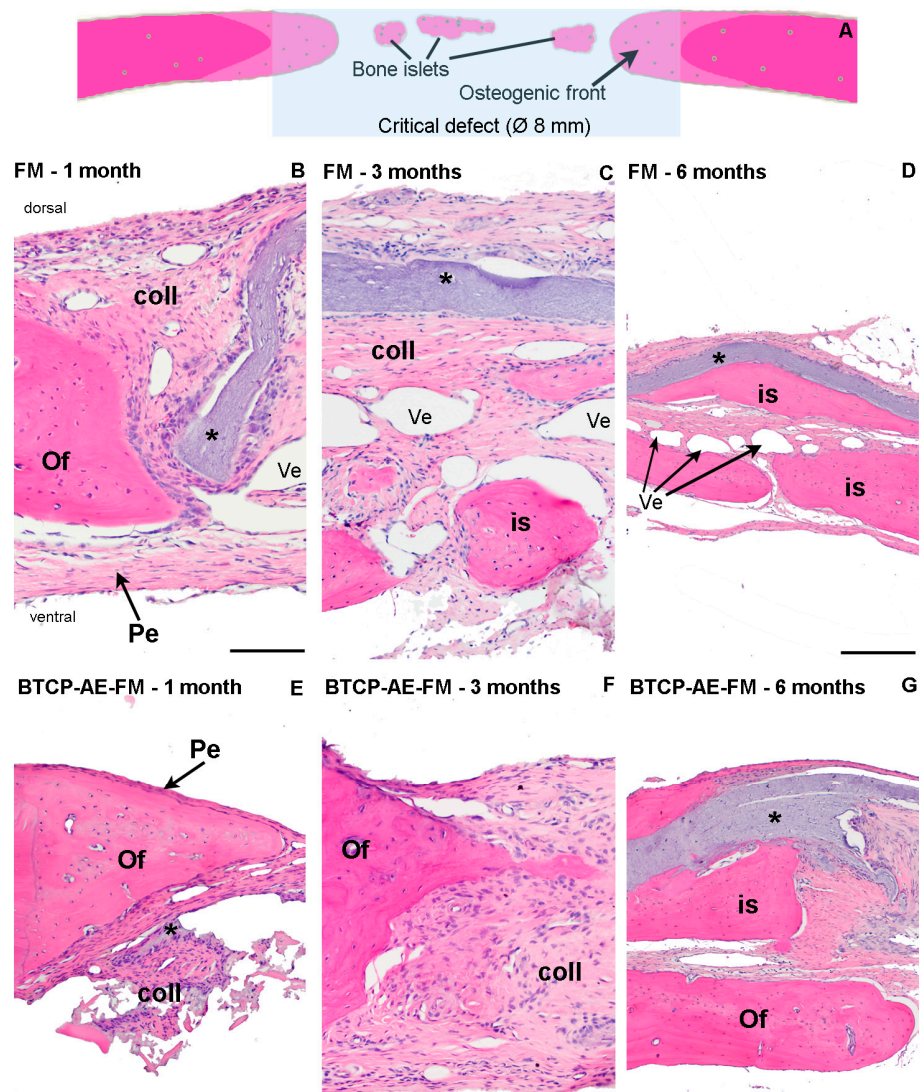 A
Bone islets
Osteogenic front
Critical defect (Ø 8 mm)
FM - 1 month B
dorsal
coll
*
Of
Ve
Pe
ventral
FM - 3 months C
*
coll
Ve
Ve
is
FM - 6 months D
*
is
Ve
is
BTCP-AE-FM - 1 month E
Pe
Of
*
coll
BTCP-AE-FM - 3 months F
Of
coll
BTCP-AE-FM - 6 months G
*
is
Of